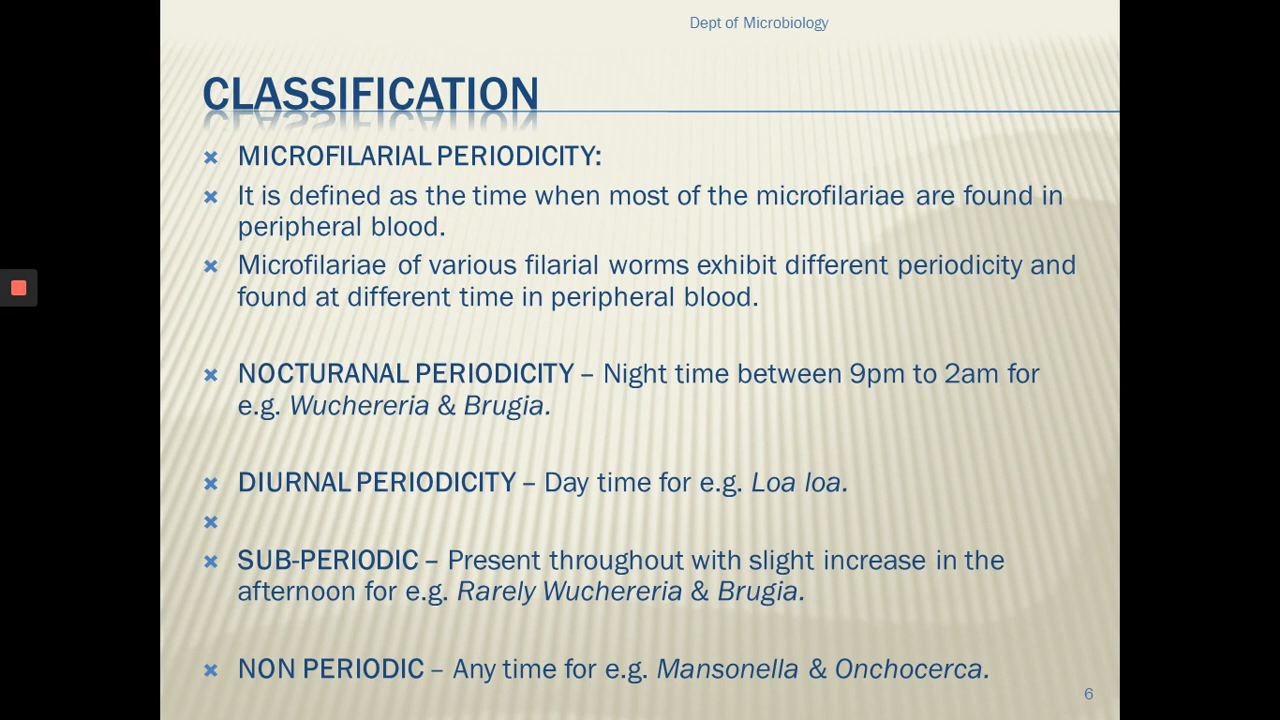 Dept of Microbiology
CLASSIFICATION
MICROFILARIAL PERIODICITY:
It is defined as the time when most of the microfilariae are found in
peripheral blood.
Microfilariae of various filarial worms exhibit different periodicity and
found at different time in peripheral blood.
NOCTURANAL PERIODICITY – Night time between 9pm to 2am for
e.g. Wuchereria & Brugia.
DIURNAL PERIODICITY – Day time for e.g. Loa loa.
SUB-PERIODIC – Present throughout with slight increase in the
afternoon for e.g. Rarely Wuchereria & Brugia.
NON PERIODIC – Any time for e.g. Mansonella & Onchocerca.
6